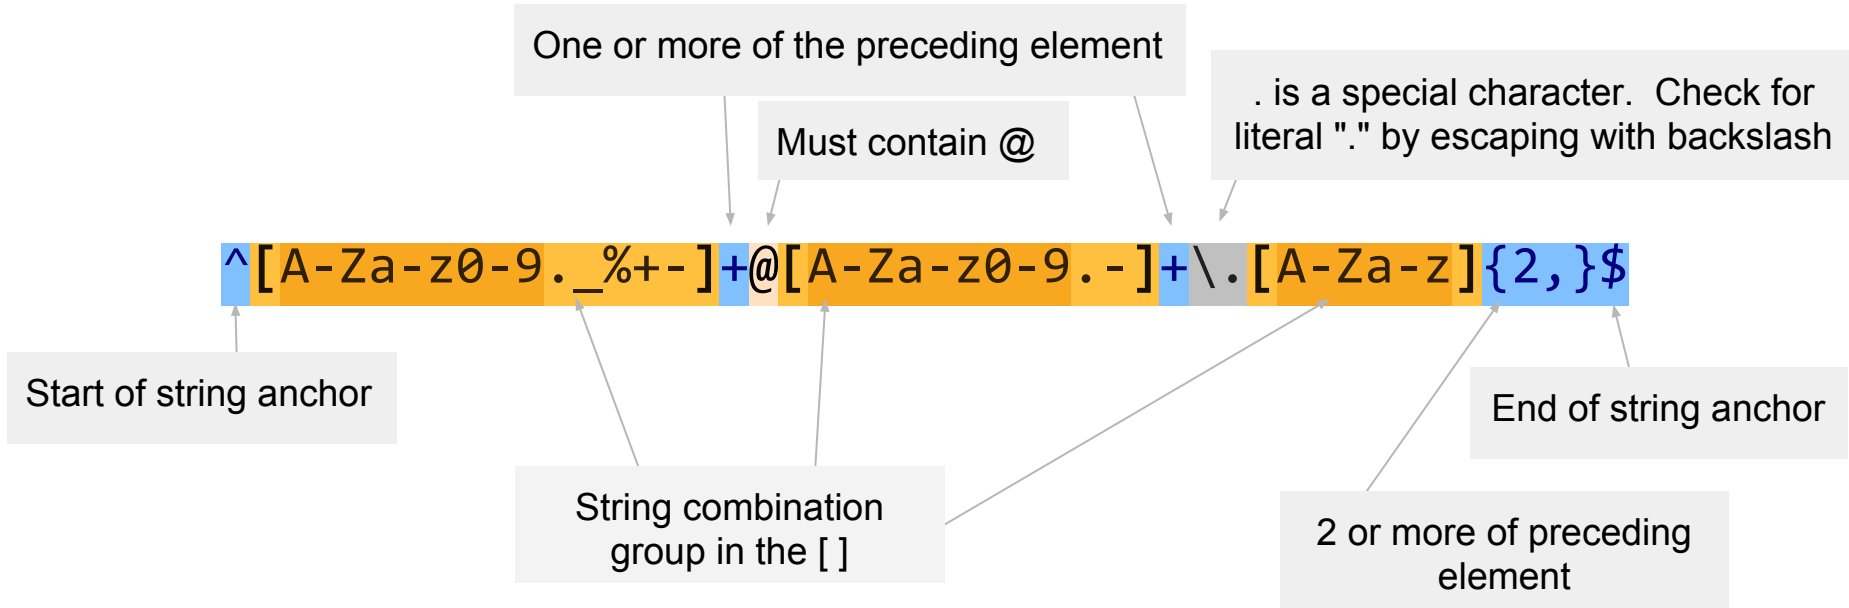 One or more of the preceding element
. is a special character. Check for
literal "." by escaping with backslash
Must contain @
^[A-Za-z0-9._%+-]+@[A-Za-z0-9.-]+\.[A-Za-z]{2,}$
Start of string anchor
End of string anchor
String combination
group in the [ ]
2 or more of preceding
element